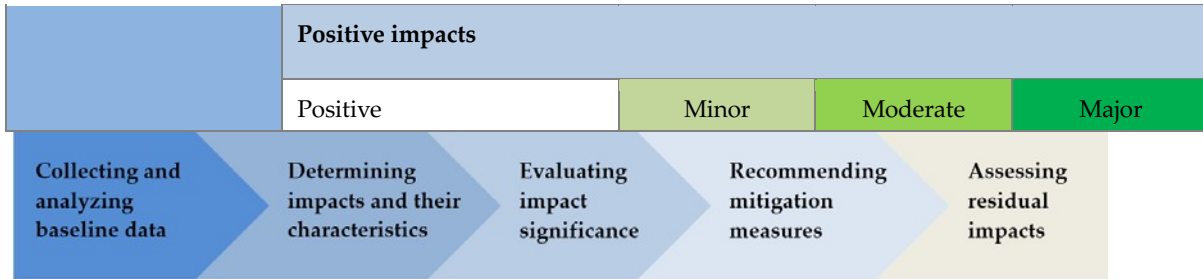 Positive impacts
Positive Minor Moderate Major
Collecting and
analyzing
baseline data
Determining
impacts and their
characteristics
Evaluating
impact
significance
Recommending
mitigation
measures
Assessing
residual
impacts